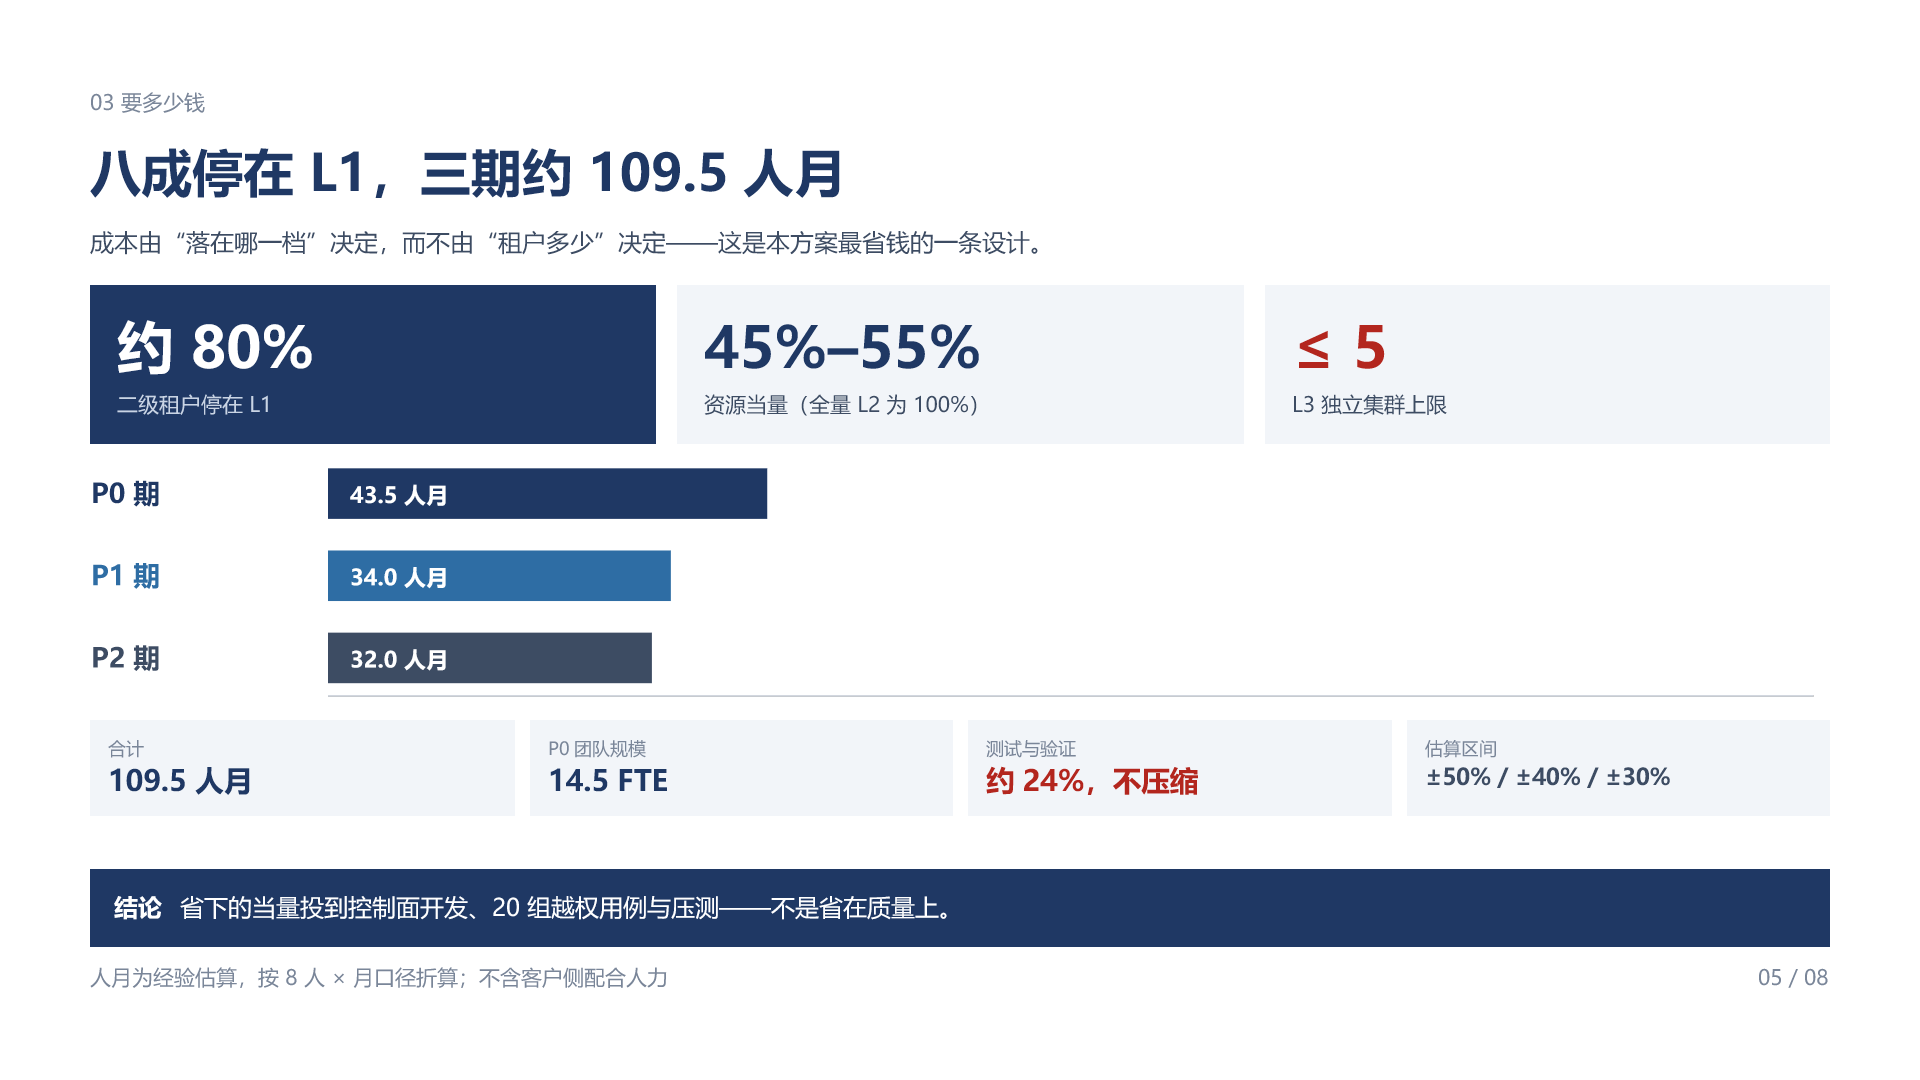 03 要多少钱
八成停在 L1，三期约 109.5 人月
成本由“落在哪一档”决定，而不由“租户多少”决定——这是本方案最省钱的一条设计。
约 80%
二级租户停在 L1
45%–55%
资源当量（全量 L2 为 100%）
≤ 5
L3 独立集群上限
P0 期
43.5 人月
P1 期
34.0 人月
P2 期
32.0 人月
合计
109.5 人月
P0 团队规模
14.5 FTE
测试与验证
约 24%，不压缩
估算区间
±50% / ±40% / ±30%
结论 省下的当量投到控制面开发、20 组越权用例与压测——不是省在质量上。
人月为经验估算，按 8 人 × 月口径折算；不含客户侧配合人力
05 / 08